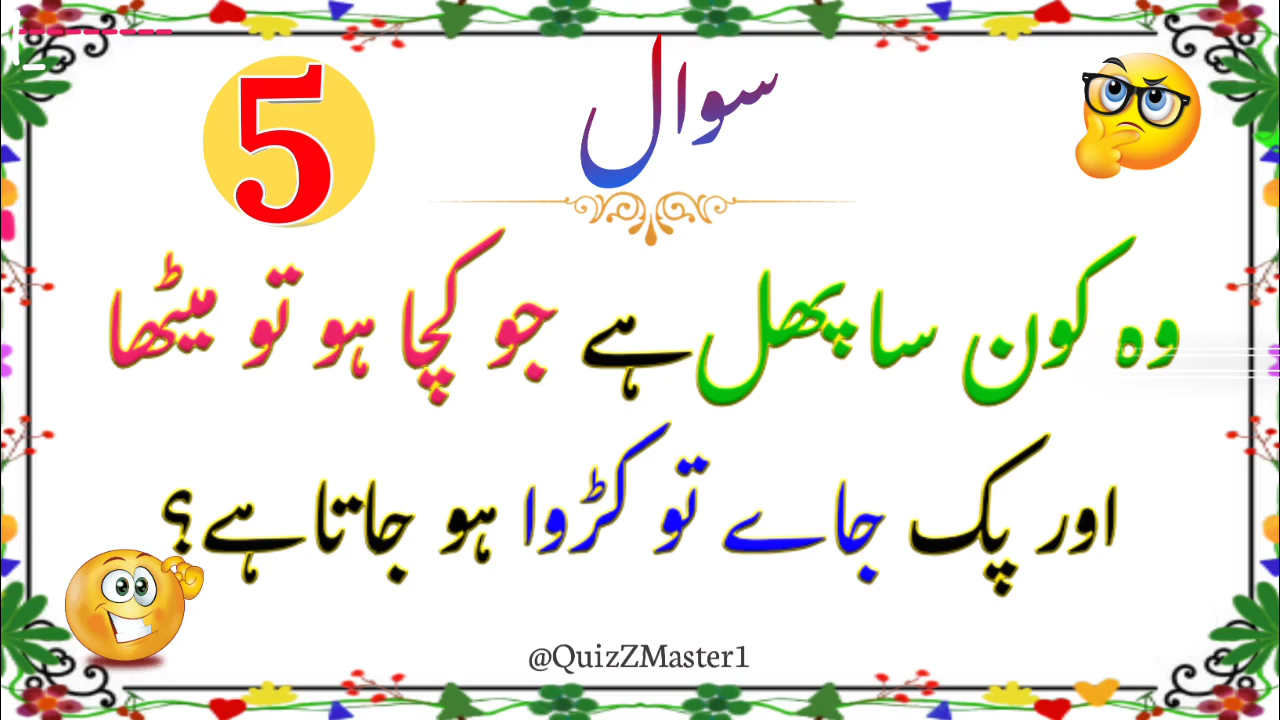 سوال
5
وہ کون سا پھل ہے جو کچا ہو تو میٹھا
اور پک جاے تو کڑوا ہو جاتا ہے؟
@QuizZMaster1